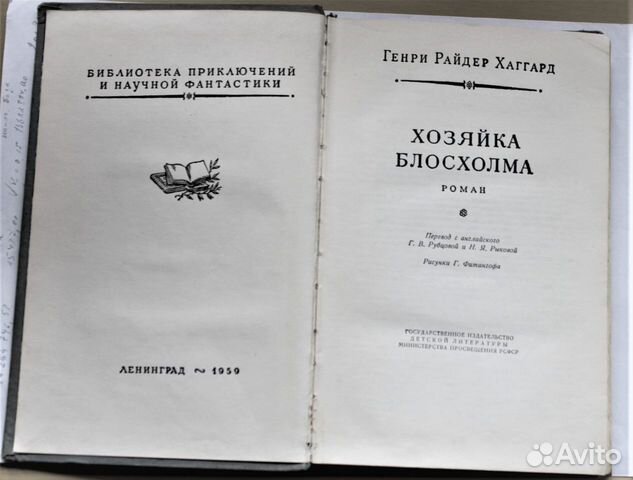 БИБЛИОТЕКА ПРИКЛЮЧЕНИЙ
И НАУЧНОЙ ФАНТАСТИКИ
ЛЕНИНГРАД ~ 1959
ГЕНРИ РАЙДЕР ХАГГАРД
ХОЗЯЙКА
БЛОСХОЛМА
РОМАН
Перевод с английского
Г. В. Рубцовой и Н. Я. Рыковой
Рисунки Г. Фитингофа
ГОСУДАРСТВЕННОЕ ИЗДАТЕЛЬСТВО
ДЕТСКОЙ ЛИТЕРАТУРЫ
МИНИСТЕРСТВА ПРОСВЕЩЕНИЯ РСФСР
Avito